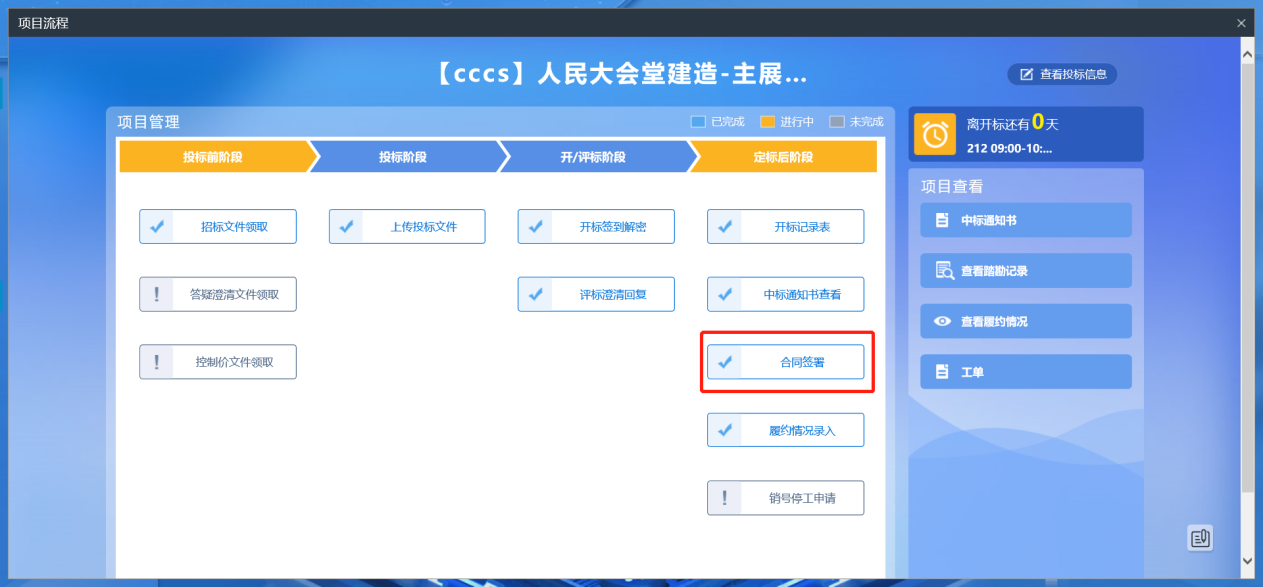 项目流程
【cccs】人民大会堂建造-主展...
查看投标信息
项目管理
已完成
进行中
未完成
投标前阶段
投标阶段
开/评标阶段
定标后阶段
招标文件领取
上传投标文件
开标签到解密
开标记录表
答疑澄清文件领取
评标澄清回复
中标通知书查看
控制价文件领取
合同签署
履约情况录入
销号停工申请
离开标还有0天
212 09:00-10:...
项目查看
中标通知书
查看踏勘记录
查看履约情况
工单